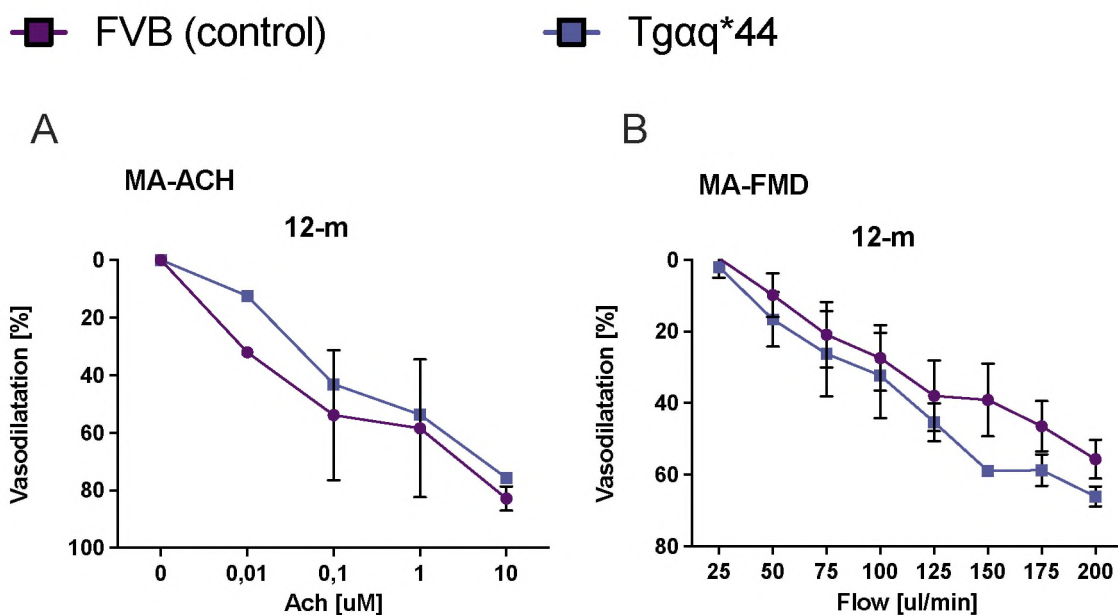 FVB (control) Tgαq*44
A
MA-ACH
12-m
Vasodilatation [%]
0
20
40
60
80
100
0 0,01 0,1 1 10
Ach [uM]
B
MA-FMD
12-m
Vasodilatation [%]
0
20
40
60
80
25 50 75 100 125 150 175 200
Flow [ul/min]